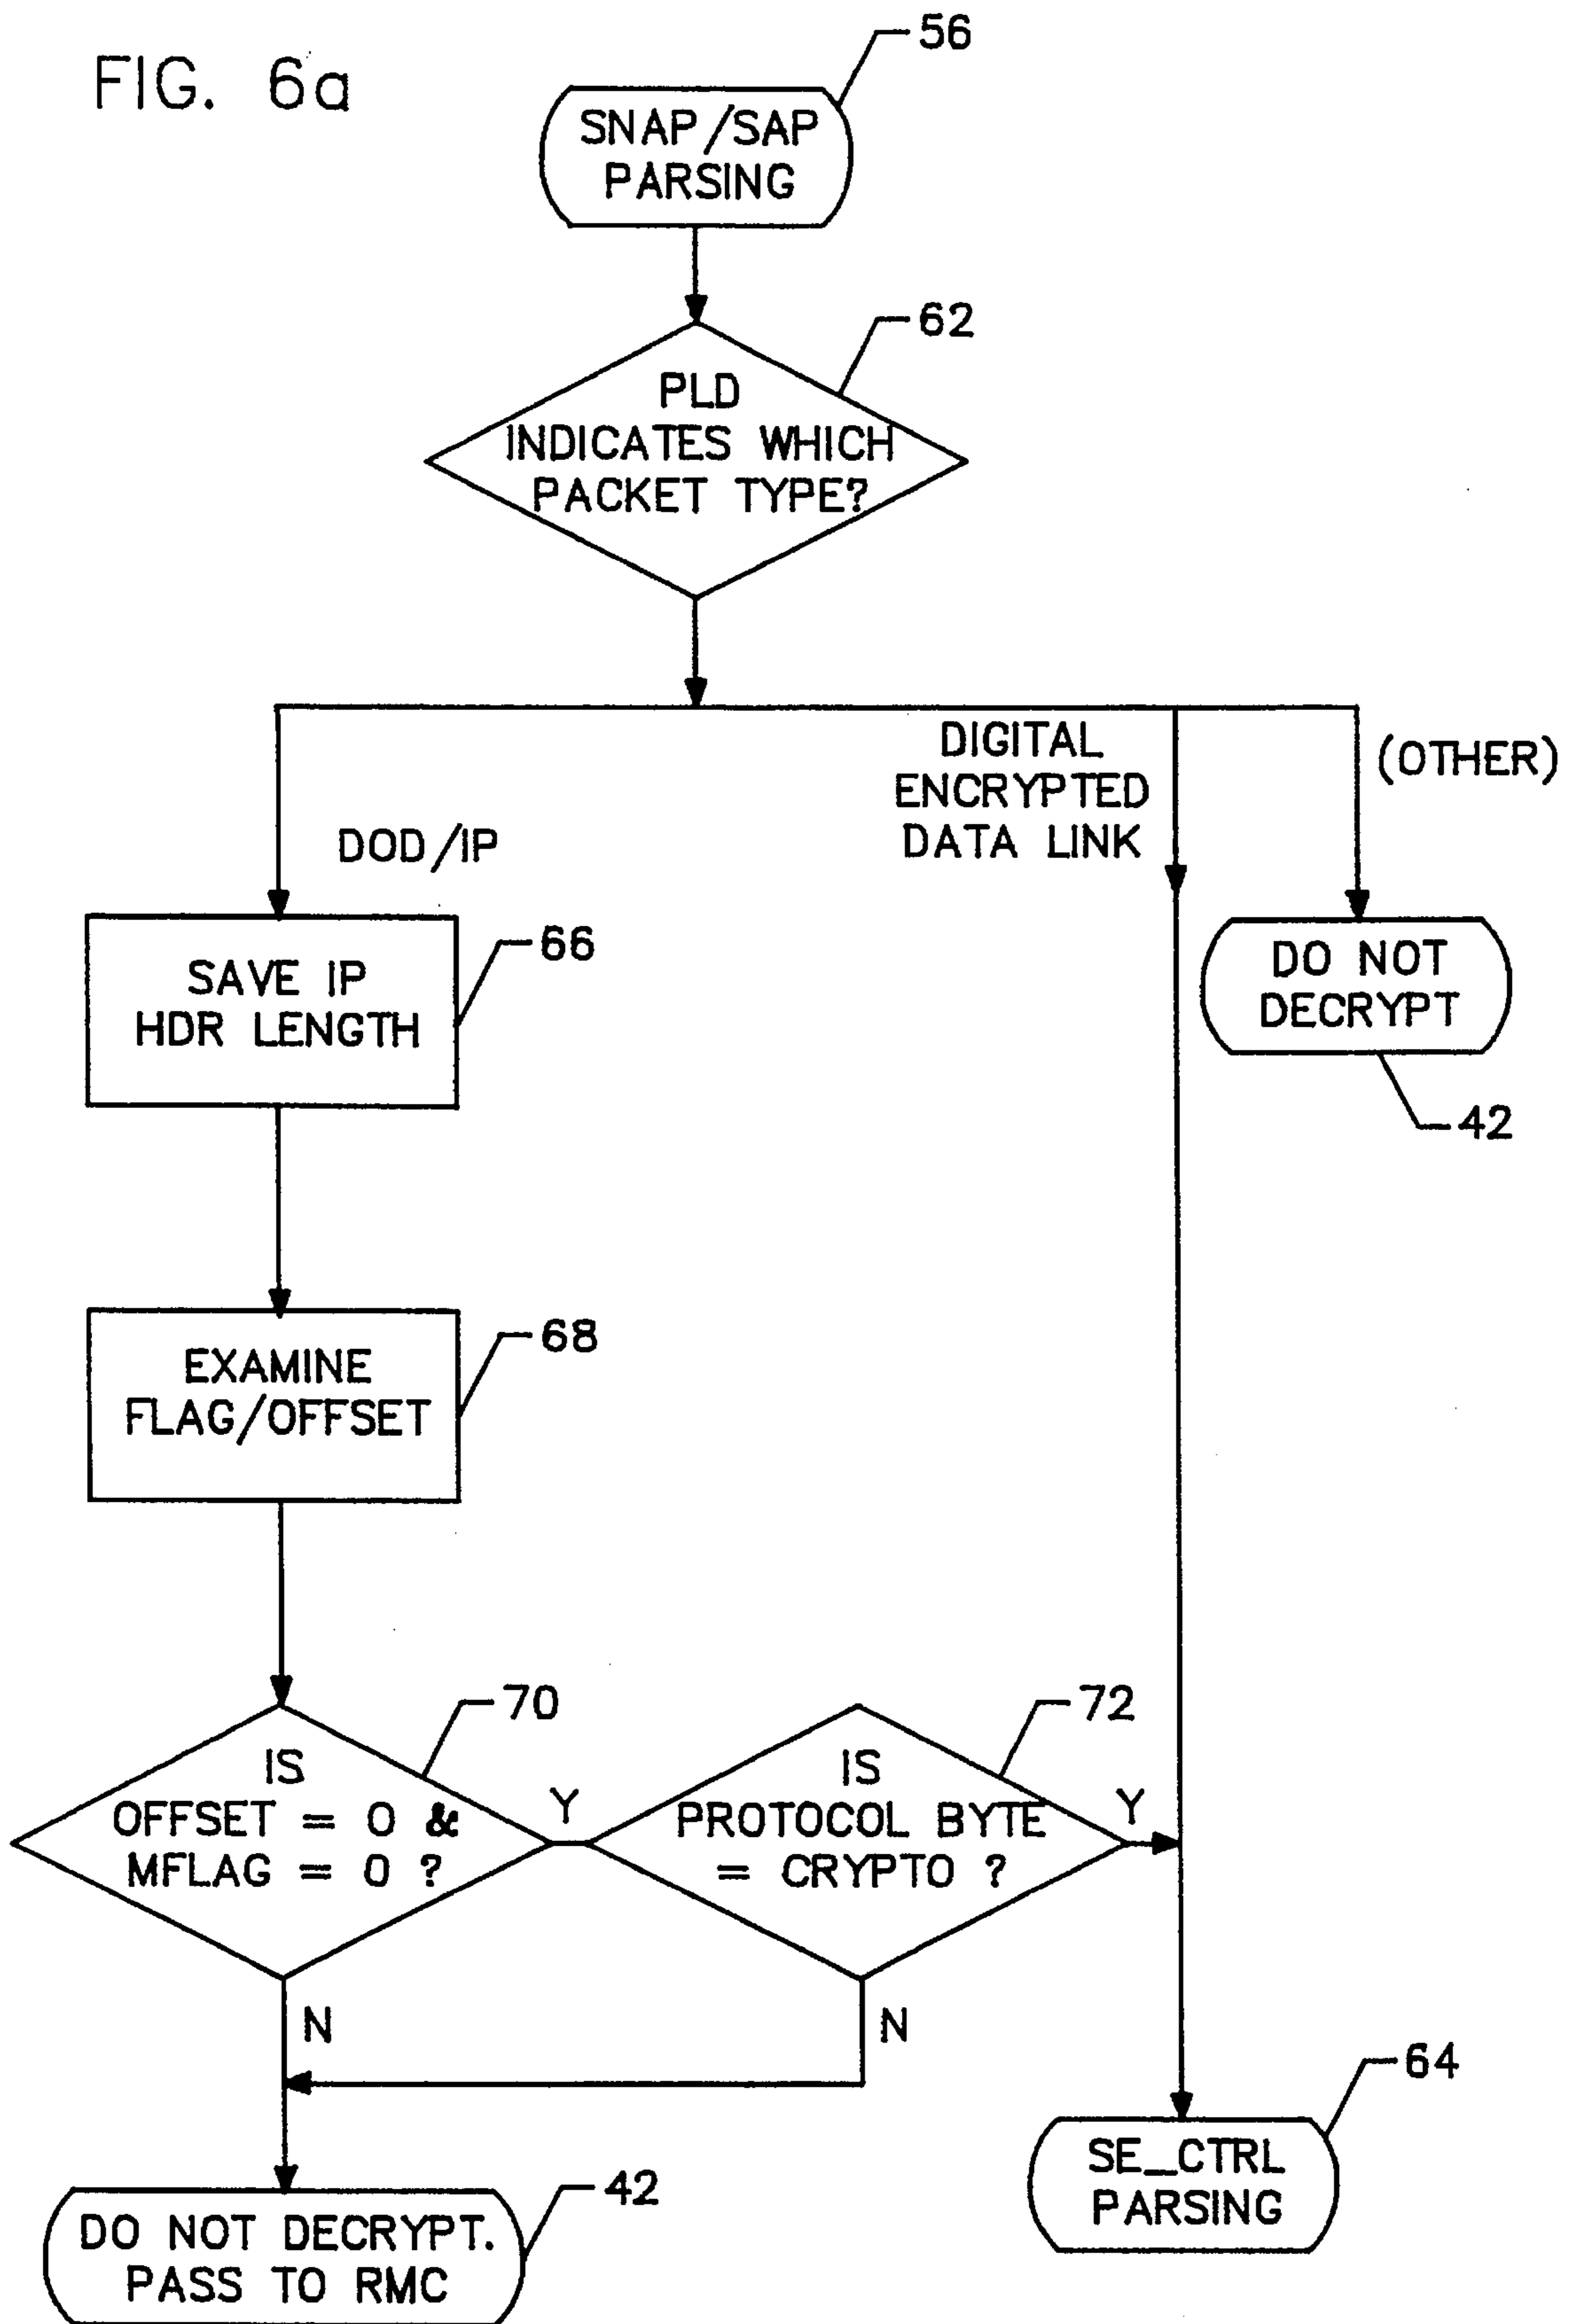 FIG. 6a
56
SNAP/SAP
PARSING
62
PLD
INDICATES WHICH
PACKET TYPE?
DIGITAL
ENCRYPTED
DATA LINK
(OTHER)
DOD/IP
66
SAVE IP
HDR LENGTH
DO NOT
DECRYPT
42
68
EXAMINE
FLAG/OFFSET
70
IS
OFFSET = 0 &
MFLAG = 0 ?
Y
72
IS
PROTOCOL BYTE
= CRYPTO ?
Y
N
N
64
SE_CTRL
PARSING
42
DO NOT DECRYPT.
PASS TO RMC